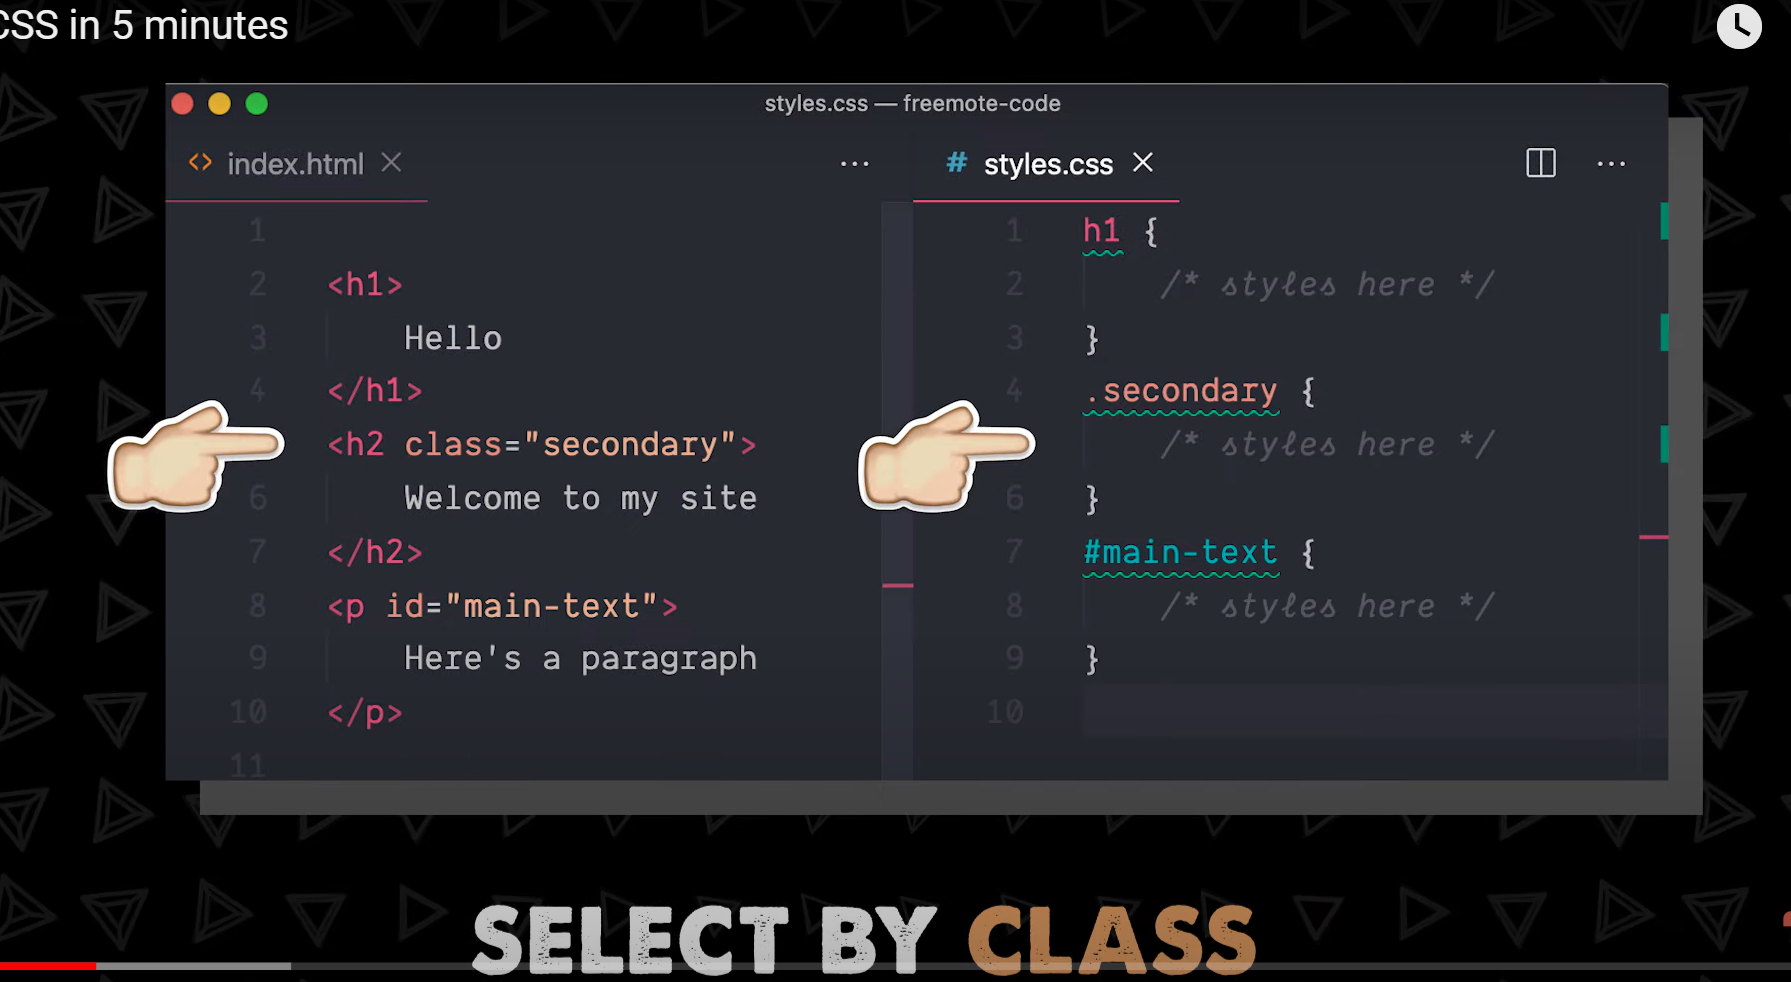 CSS in 5 minutes
styles.css — freemote-code
index.html
styles.css
1
2 <h1>
3 Hello
4 </h1>
<h2 class="secondary">
6 Welcome to my site
7 </h2>
8 <p id="main-text">
9 Here's a paragraph
10 </p>
11
1 h1 {
2 /* styles here */
3 }
4 .secondary {
/* styles here */
6 }
7 #main-text {
8 /* styles here */
9 }
10
SELECT BY CLASS